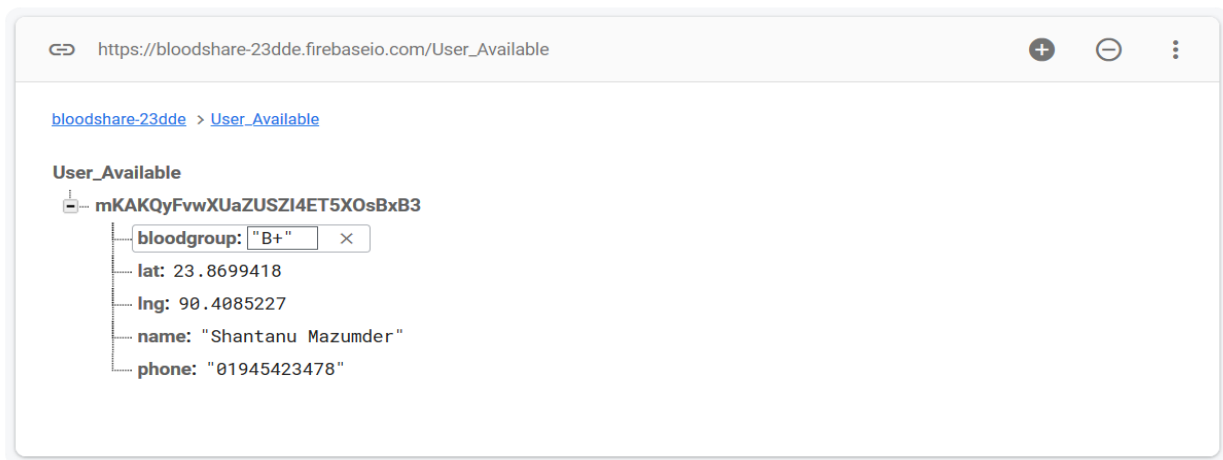 https://bloodshare-23dde.firebaseio.com/User_Available
bloodshare-23dde > User_Available
User_Available
mKAKQyFvwXUaZUSZI4ET5XOsBxB3
bloodgroup: "B+" ×
lat: 23.8699418
lng: 90.4085227
name: "Shantanu Mazumder"
phone: "01945423478"